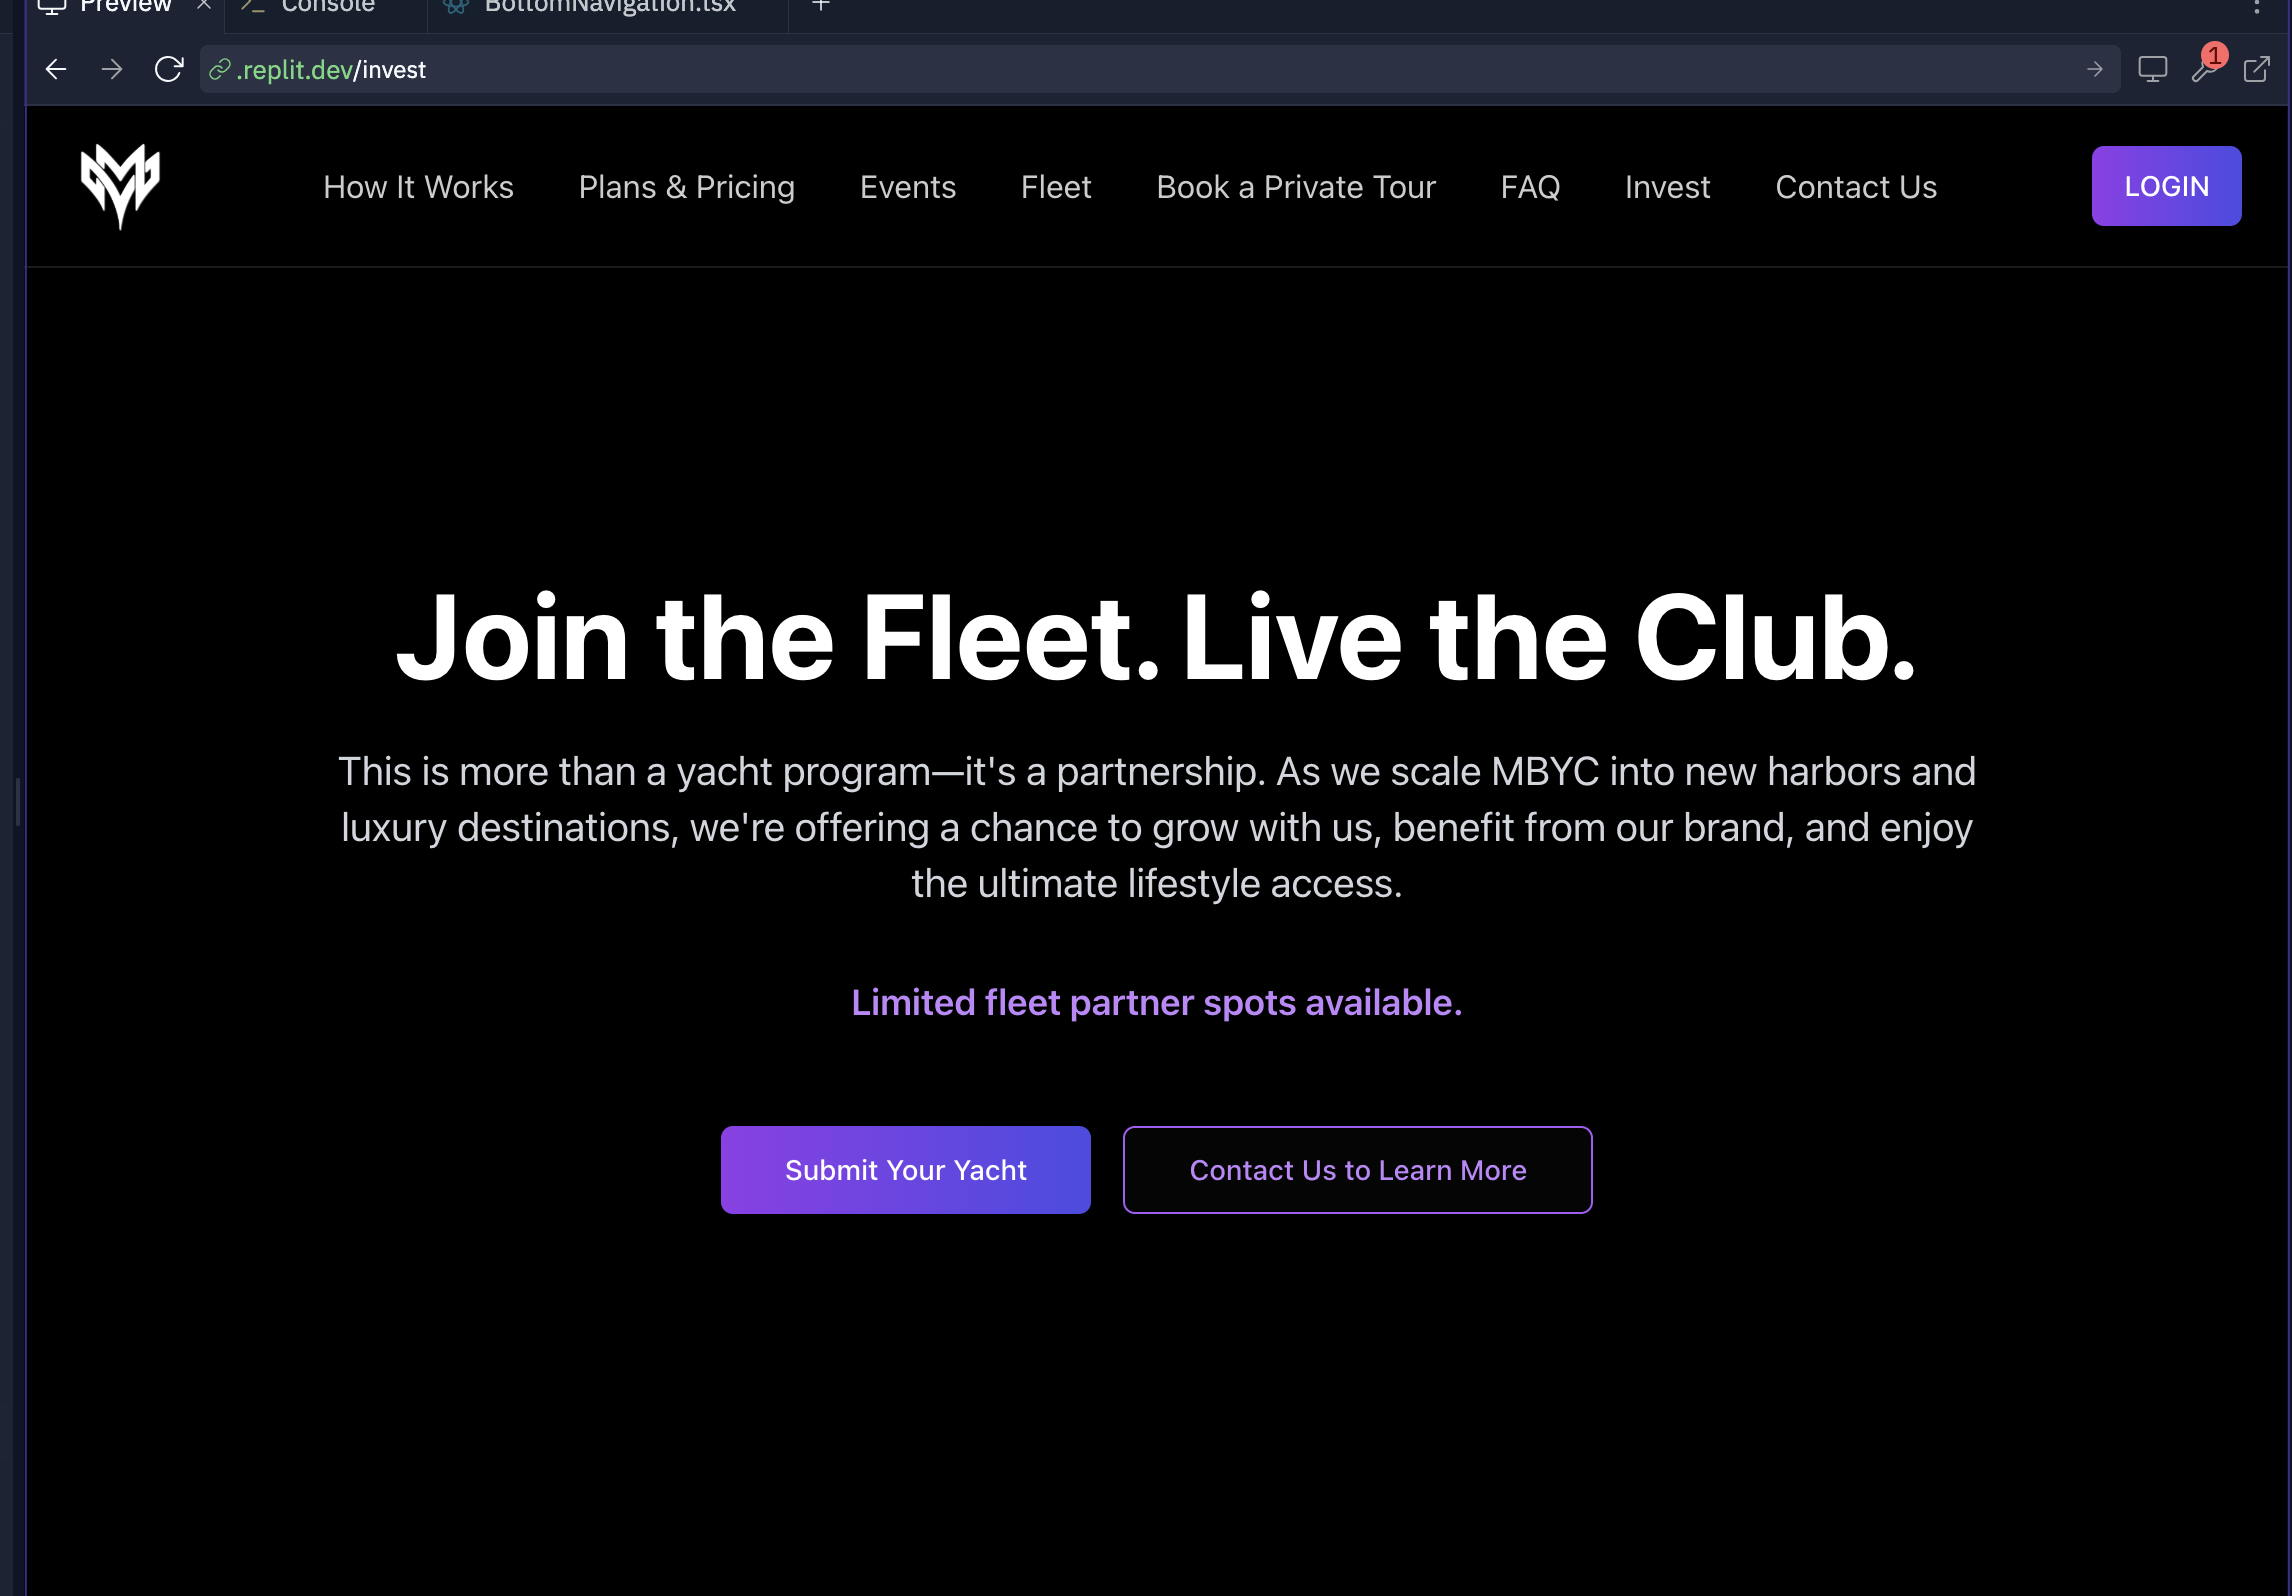 Preview
Console
BottomNavigation.tsx
.replit.dev/invest
1
How It Works
Plans & Pricing
Events
Fleet
Book a Private Tour
FAQ
Invest
Contact Us
LOGIN
Join the Fleet. Live the Club.
This is more than a yacht program—it's a partnership. As we scale MBYC into new harbors and
luxury destinations, we're offering a chance to grow with us, benefit from our brand, and enjoy
the ultimate lifestyle access.
Limited fleet partner spots available.
Submit Your Yacht
Contact Us to Learn More